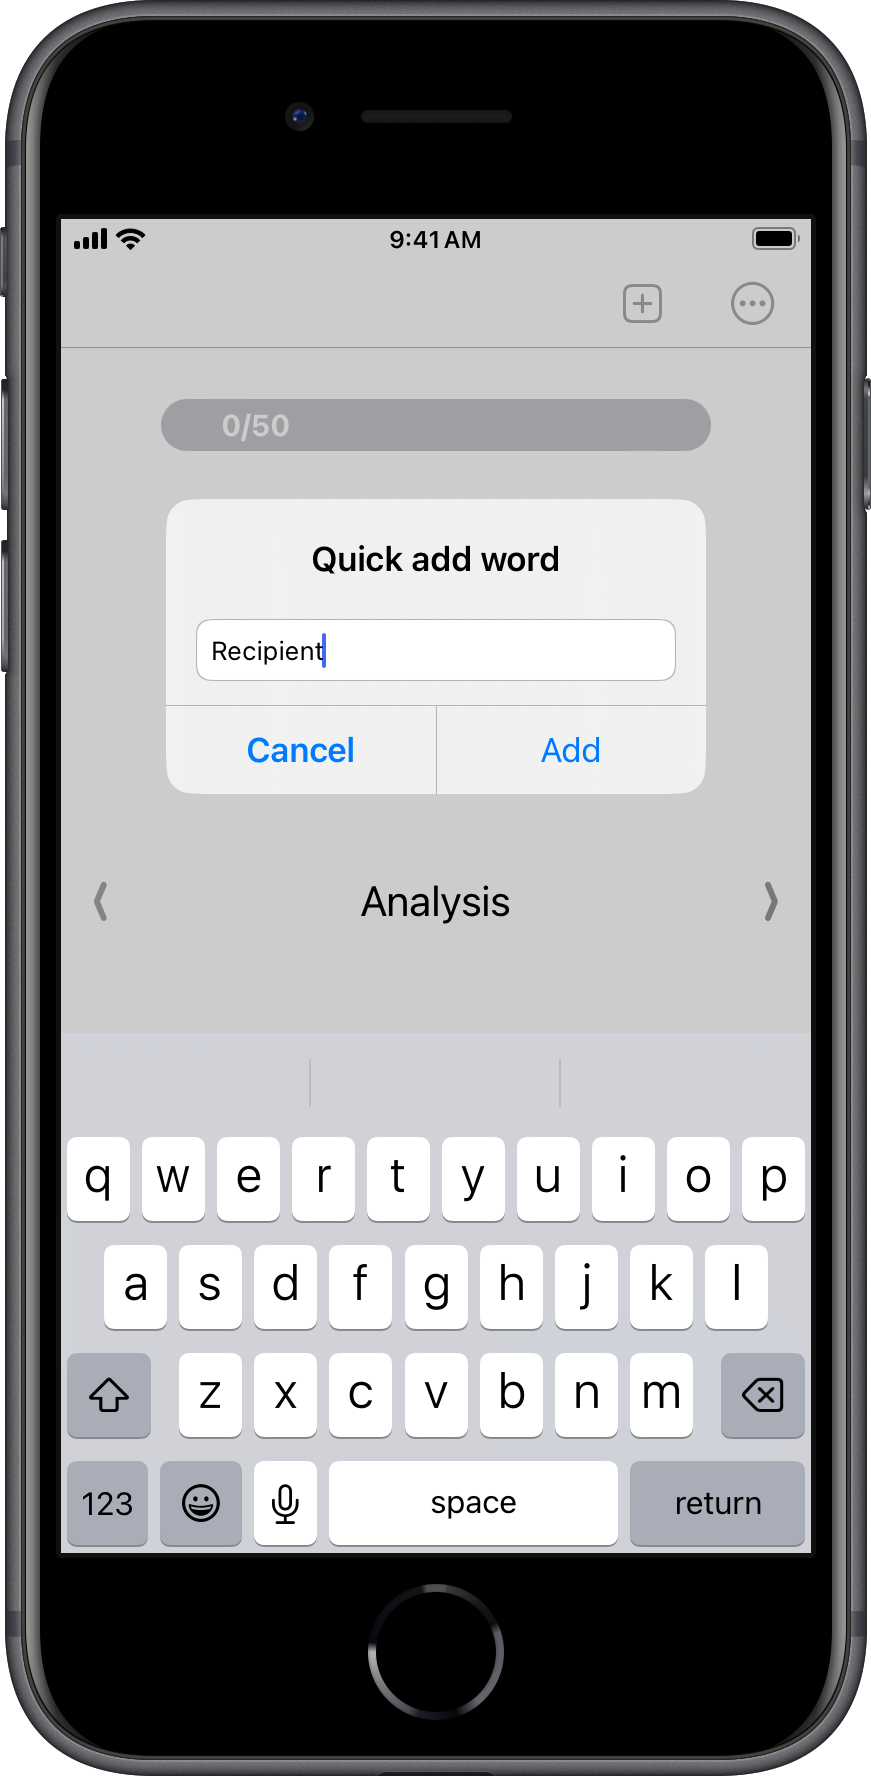 9:41 AM
0/50
Quick add word
Recipient
Cancel Add
Analysis
q w e r t y u i o p
a s d f g h j k l
z x c v b n m
123 space return